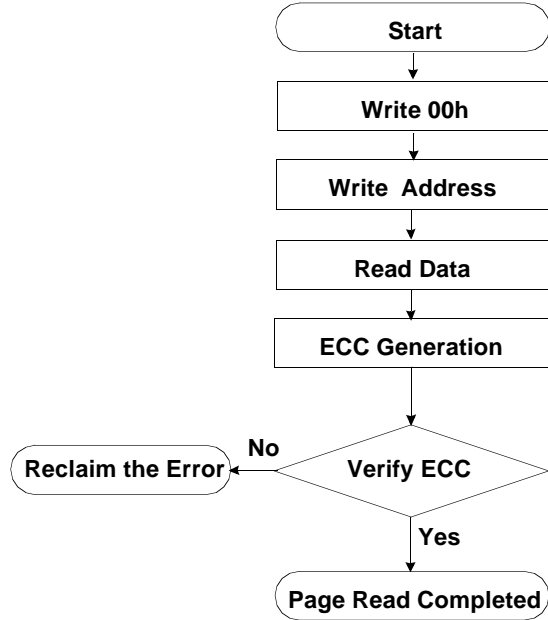 Start
Write 00h
Write Address
Read Data
ECC Generation
No
Reclaim the Error
Verify ECC
Yes
Page Read Completed